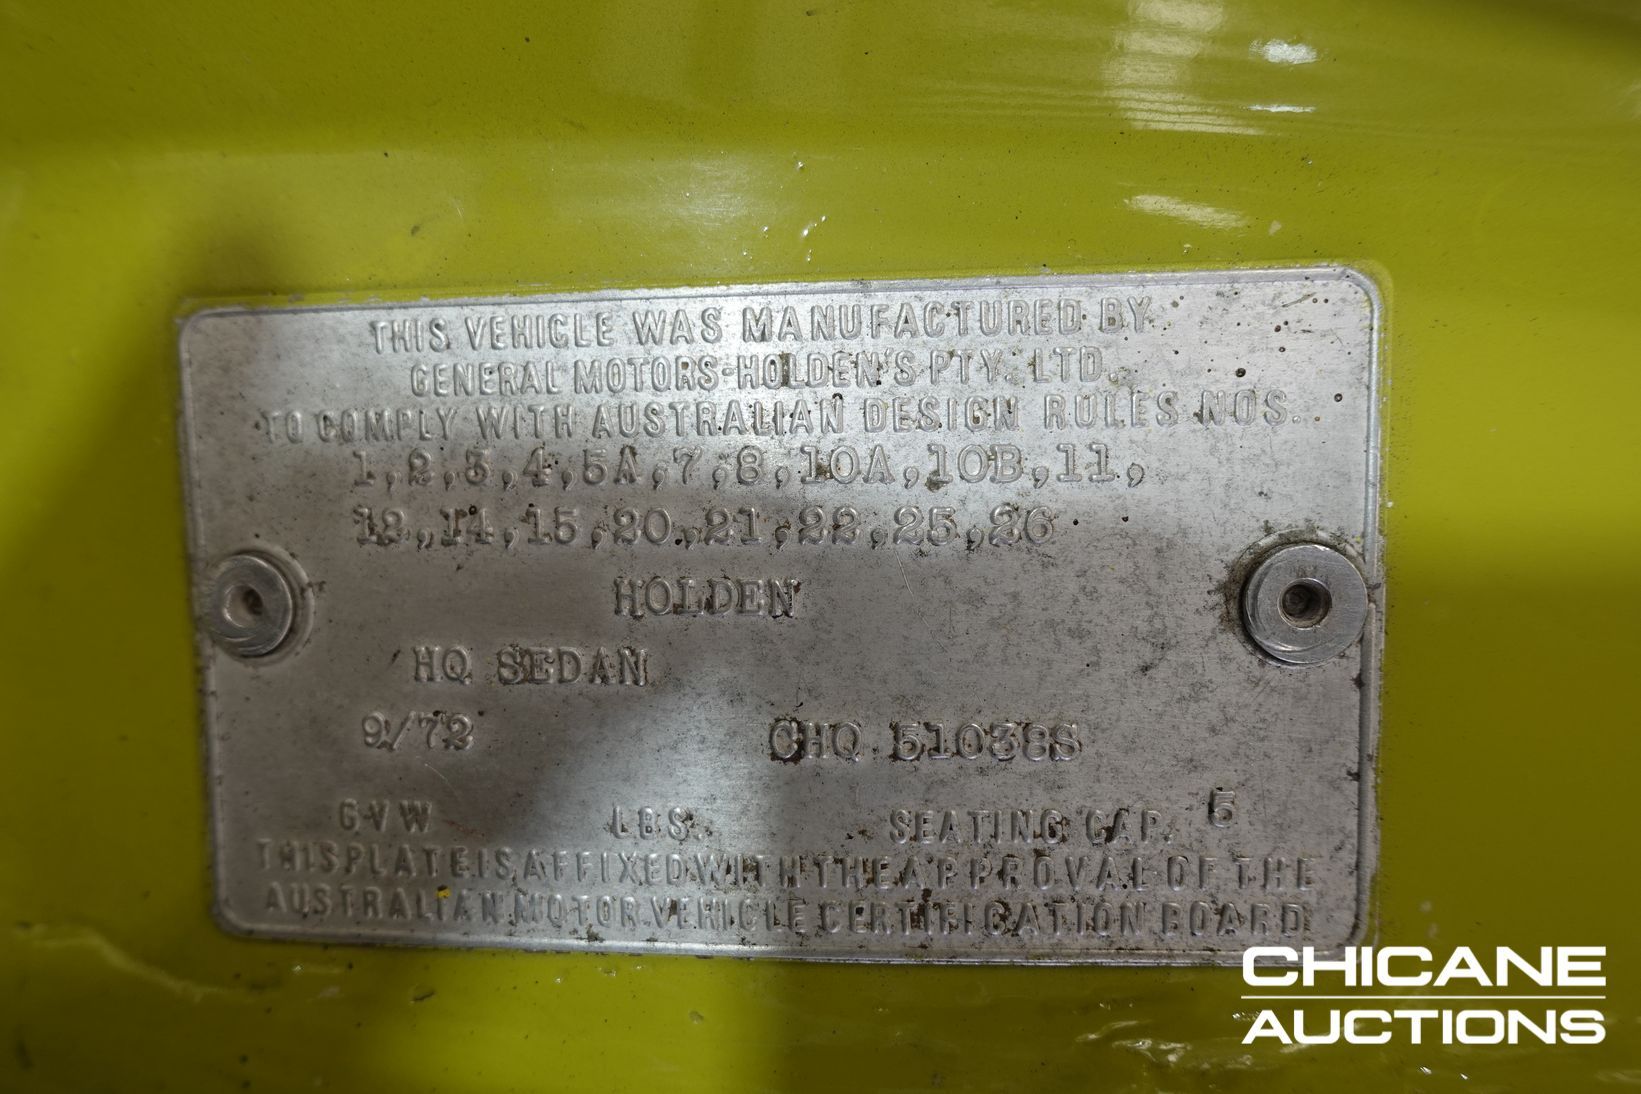 THIS VEHICLE WAS MANUFACTURED BY
GENERAL MOTORS-HOLDEN'S PTY. LTD.
TO COMPLY WITH AUSTRALIAN DESIGN RULES NOS.
1,2,3,4,5A,7,8,10A,10B,11,
12,14,15,20,21,22,25,26
HOLDEN
HQ SEDAN
9/72 CHQ 51038S
GVW LBS. SEATING CAP. 5
THIS PLATE IS AFFIXED WITH THE APPROVAL OF THE
AUSTRALIAN MOTOR VEHICLE CERTIFICATION BOARD
CHICANE
AUCTIONS